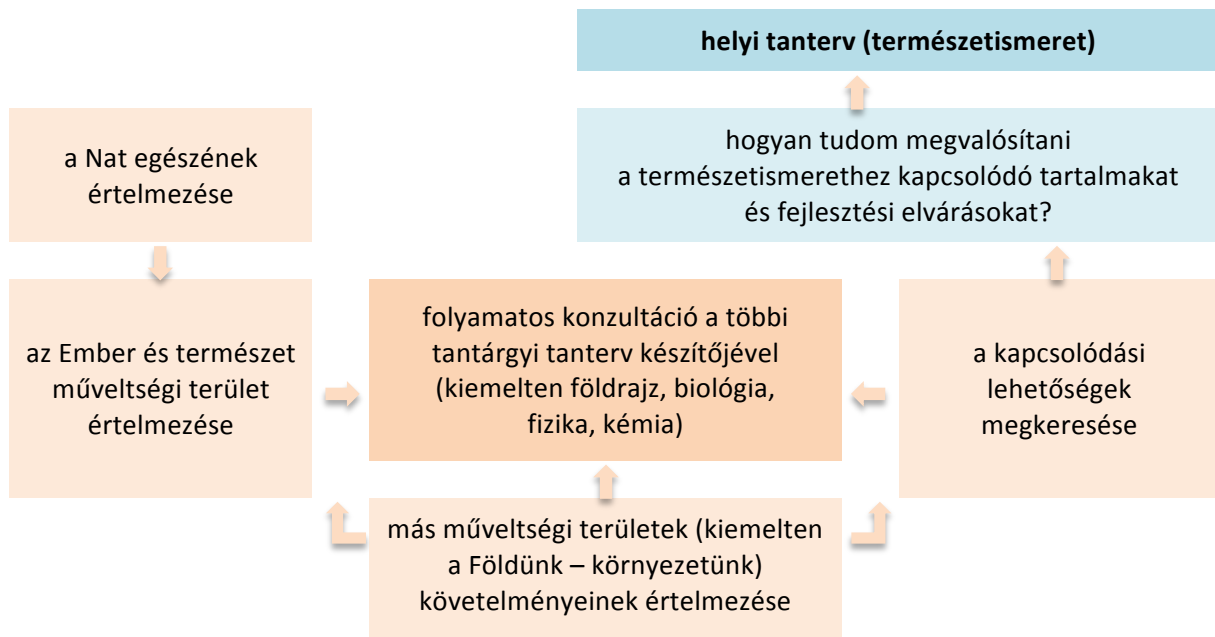 helyi tanterv (természetismeret)
a Nat egészének
értelmezése
hogyan tudom megvalósítani
a természetismerethez kapcsolódó tartalmakat
és fejlesztési elvárásokat?
az Ember és természet
műveltségi terület
értelmezése
folyamatos konzultáció a többi
tantárgyi tanterv készítőjével
(kiemelten földrajz, biológia,
fizika, kémia)
a kapcsolódási
lehetőségek
megkeresése
más műveltségi területek (kiemelten
a Földünk – környezetünk)
követelményeinek értelmezése